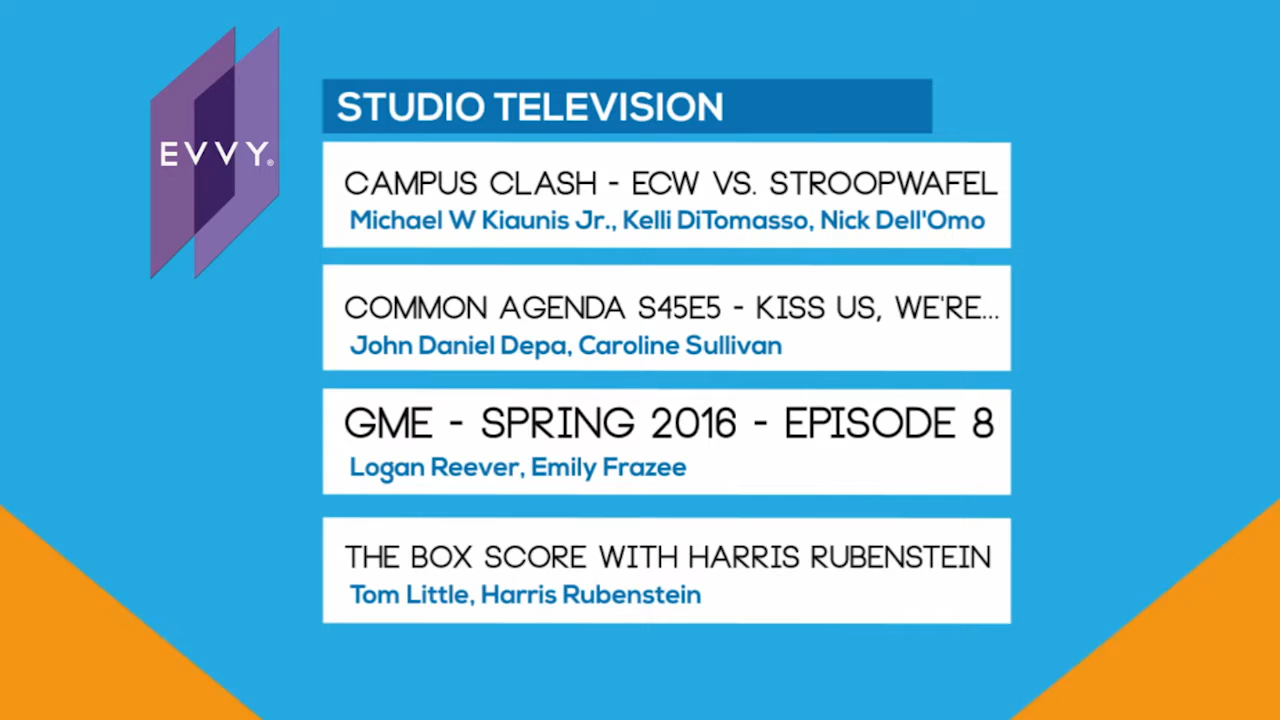 EVVY®
STUDIO TELEVISION
CAMPUS CLASH - ECW VS. STROOPWAFEL
Michael W Kiaunis Jr., Kelli DiTomasso, Nick Dell'Omo
COMMON AGENDA S45E5 - KISS US, WE'RE...
John Daniel Depa, Caroline Sullivan
GME - SPRING 2016 - EPISODE 8
Logan Reever, Emily Frazee
THE BOX SCORE WITH HARRIS RUBENSTEIN
Tom Little, Harris Rubenstein